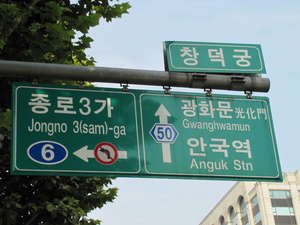 창덕궁
종로3가
Jongno 3(sam)-ga
6
광화문光化門
Gwanghwamun
50
안국역
Anguk Stn